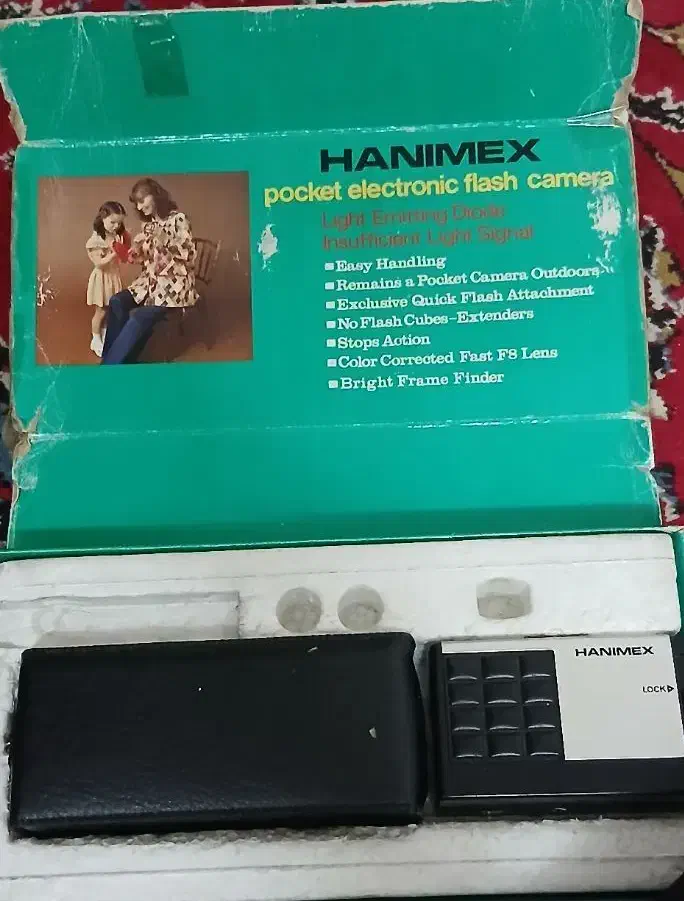 HANIMEX
pocket electronic flash camera
Light Emitting Diode
Insufficient Light Signal
Easy Handling
Remains a Pocket Camera Outdoors
Exclusive Quick Flash Attachment
No Flash Cubes-Extenders
Stops Action
Color Corrected Fast F8 Lens
Bright Frame Finder
HANIMEX
LOCK